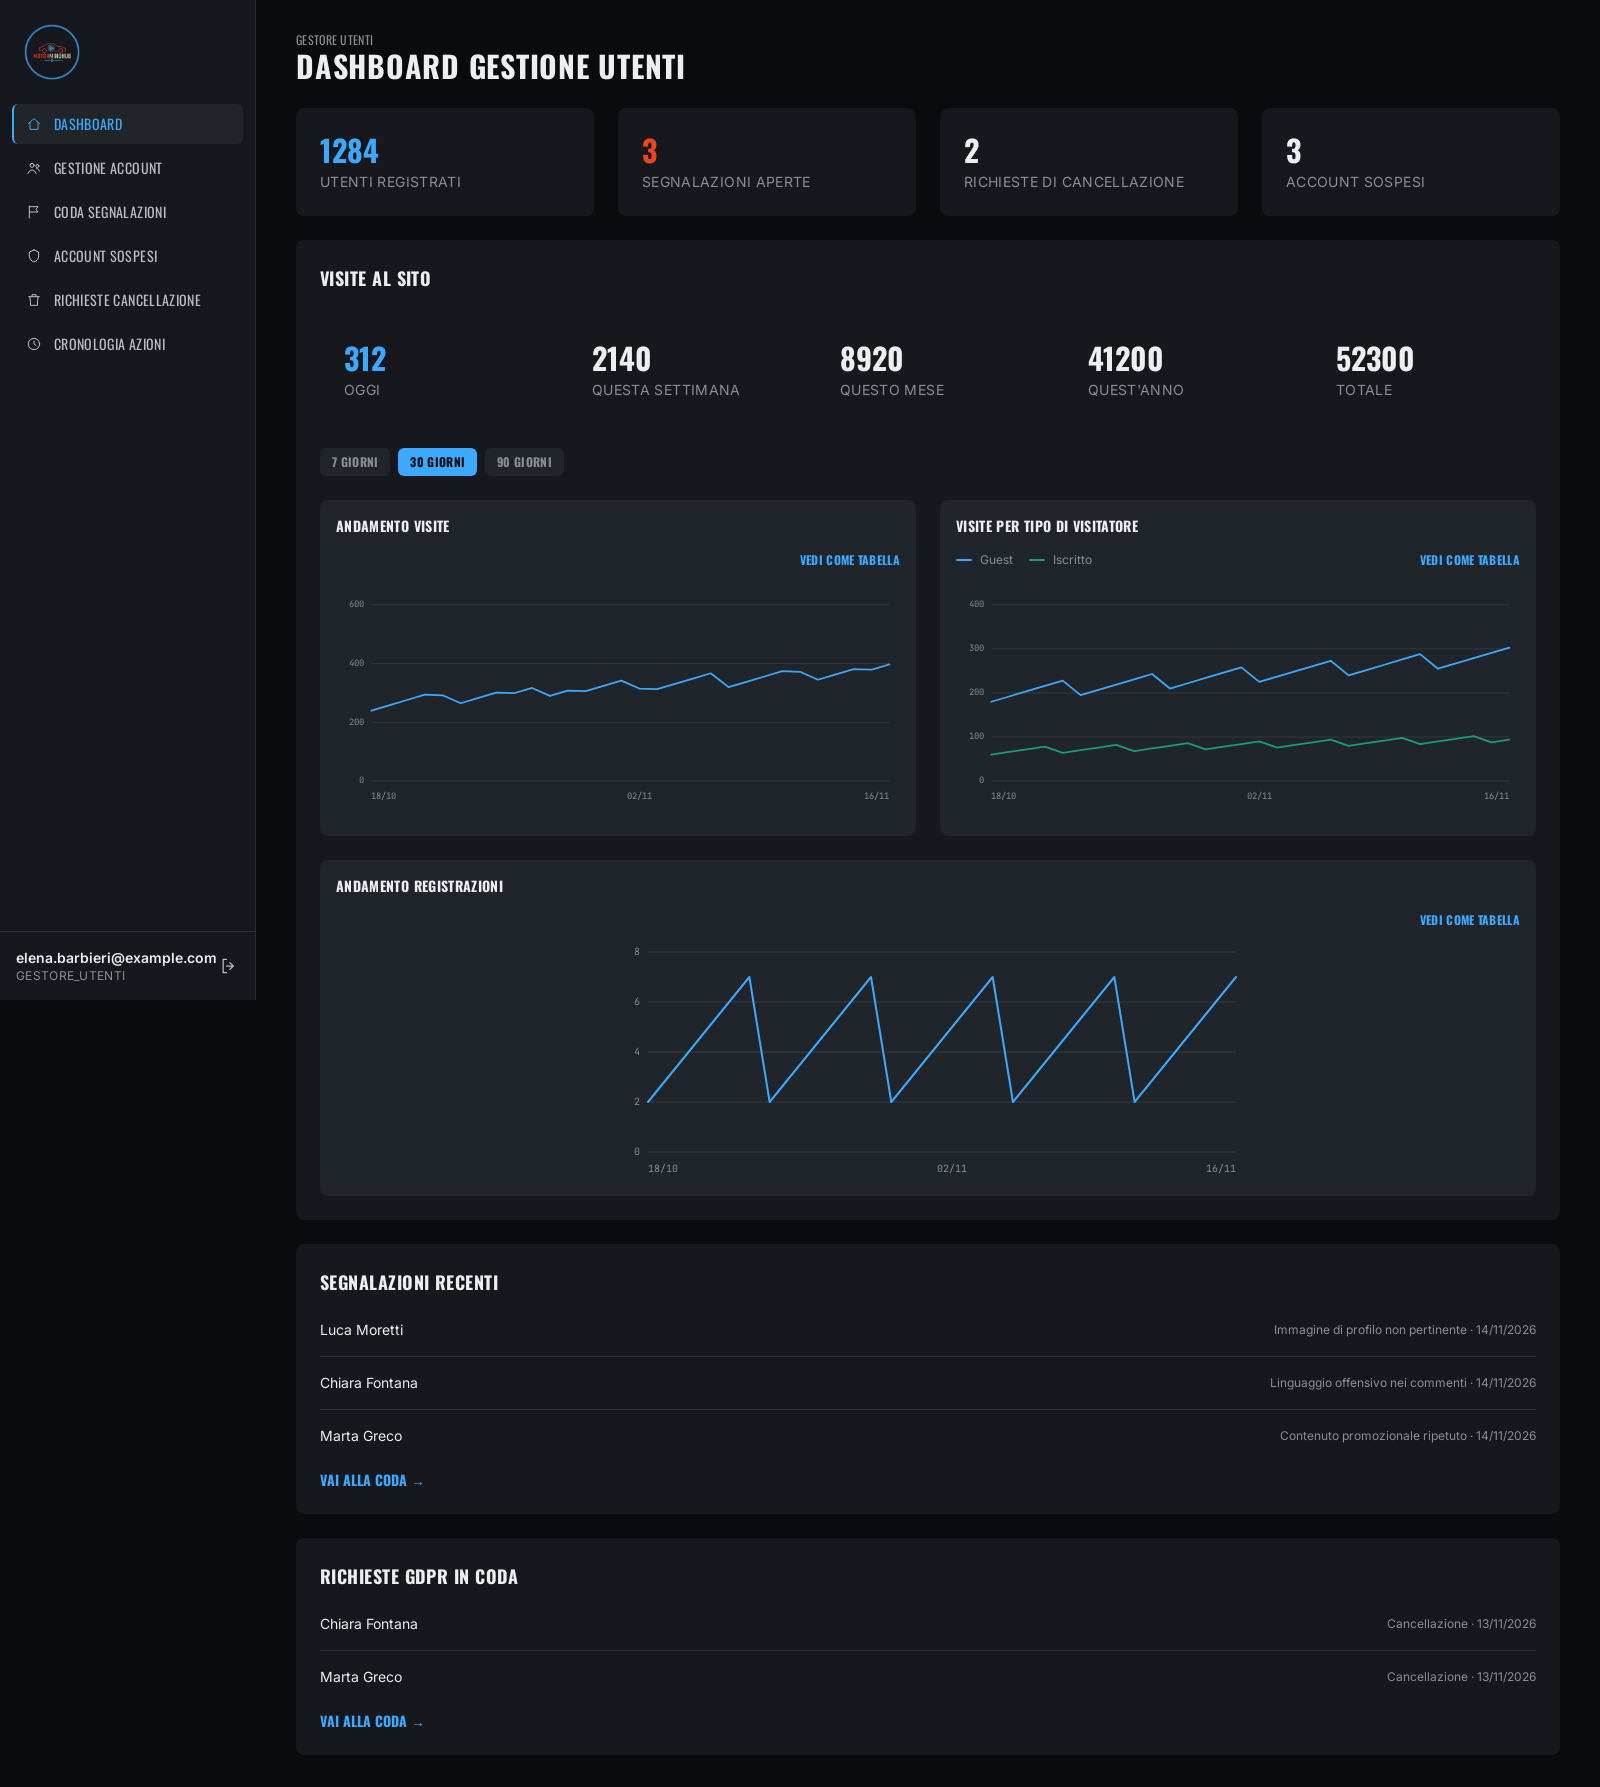 DASHBOARD
GESTIONE ACCOUNT
CODA SEGNALAZIONI
ACCOUNT SOSPESI
RICHIESTE CANCELLAZIONE
CRONOLOGIA AZIONI
elena.barbieri@example.com
GESTORE_UTENTI
GESTORE UTENTI
DASHBOARD GESTIONE UTENTI
1284
UTENTI REGISTRATI
3
SEGNALAZIONI APERTE
2
RICHIESTE DI CANCELLAZIONE
3
ACCOUNT SOSPESI
VISITE AL SITO
312
OGGI
2140
QUESTA SETTIMANA
8920
QUESTO MESE
41200
QUEST'ANNO
52300
TOTALE
7 GIORNI
30 GIORNI
90 GIORNI
ANDAMENTO VISITE
VEDI COME TABELLA
600
400
200
0
18/10 02/11 16/11
VISITE PER TIPO DI VISITATORE
Guest Iscritto VEDI COME TABELLA
400
300
200
100
0
18/10 02/11 16/11
ANDAMENTO REGISTRAZIONI
VEDI COME TABELLA
8
6
4
2
0
18/10 02/11 16/11
SEGNALAZIONI RECENTI
Luca Moretti Immagine di profilo non pertinente · 14/11/2026
Chiara Fontana Linguaggio offensivo nei commenti · 14/11/2026
Marta Greco Contenuto promozionale ripetuto · 14/11/2026
VAI ALLA CODA →
RICHIESTE GDPR IN CODA
Chiara Fontana Cancellazione · 13/11/2026
Marta Greco Cancellazione · 13/11/2026
VAI ALLA CODA →